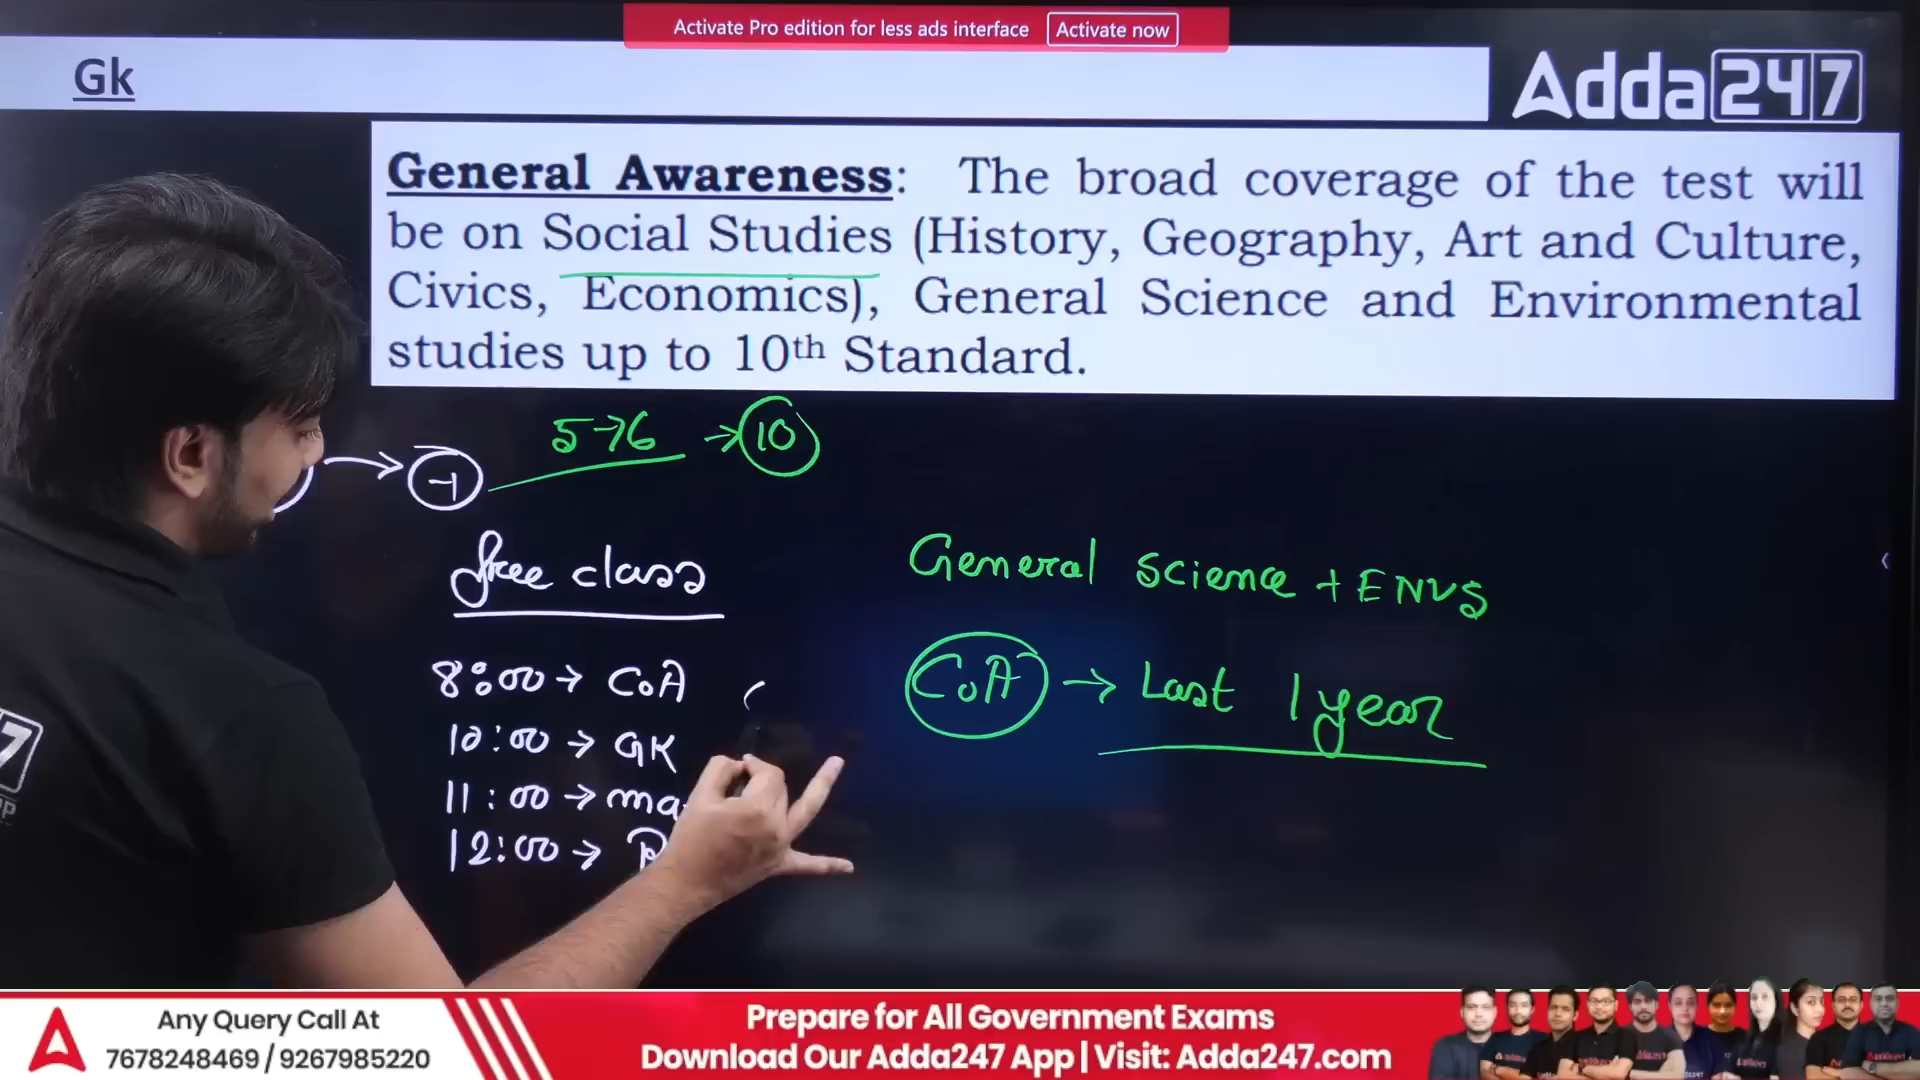 Activate Pro edition for less ads interface Activate now
Gk
Adda247
General Awareness: The broad coverage of the test will
be on Social Studies (History, Geography, Art and Culture,
Civics, Economics), General Science and Environmental
studies up to 10th Standard.
5→6 →10
→ -1
free class
General science + ENVS
8:00 → CoA
CoA → Last 1 year
10:00 → GK
11:00 → ma
12:00 →
7
Any Query Call At
7678248469 / 9267985220
Prepare for All Government Exams
Download Our Adda247 App | Visit: Adda247.com